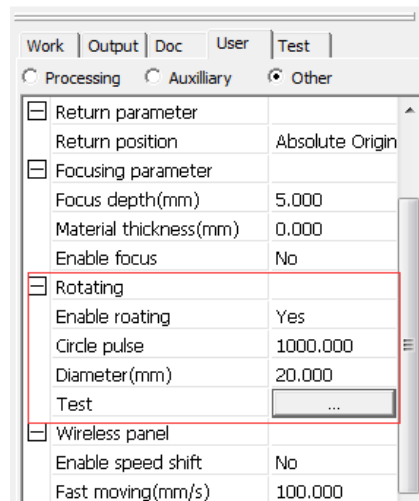 Work Output Doc User Test
Processing Auxilliary Other
Return parameter
Return position Absolute Origin
Focusing parameter
Focus depth(mm) 5.000
Material thickness(mm) 0.000
Enable focus No
Rotating
Enable roating Yes
Circle pulse 1000.000
Diameter(mm) 20.000
Test ...
Wireless panel
Enable speed shift No
Fast moving(mm/s) 100.000